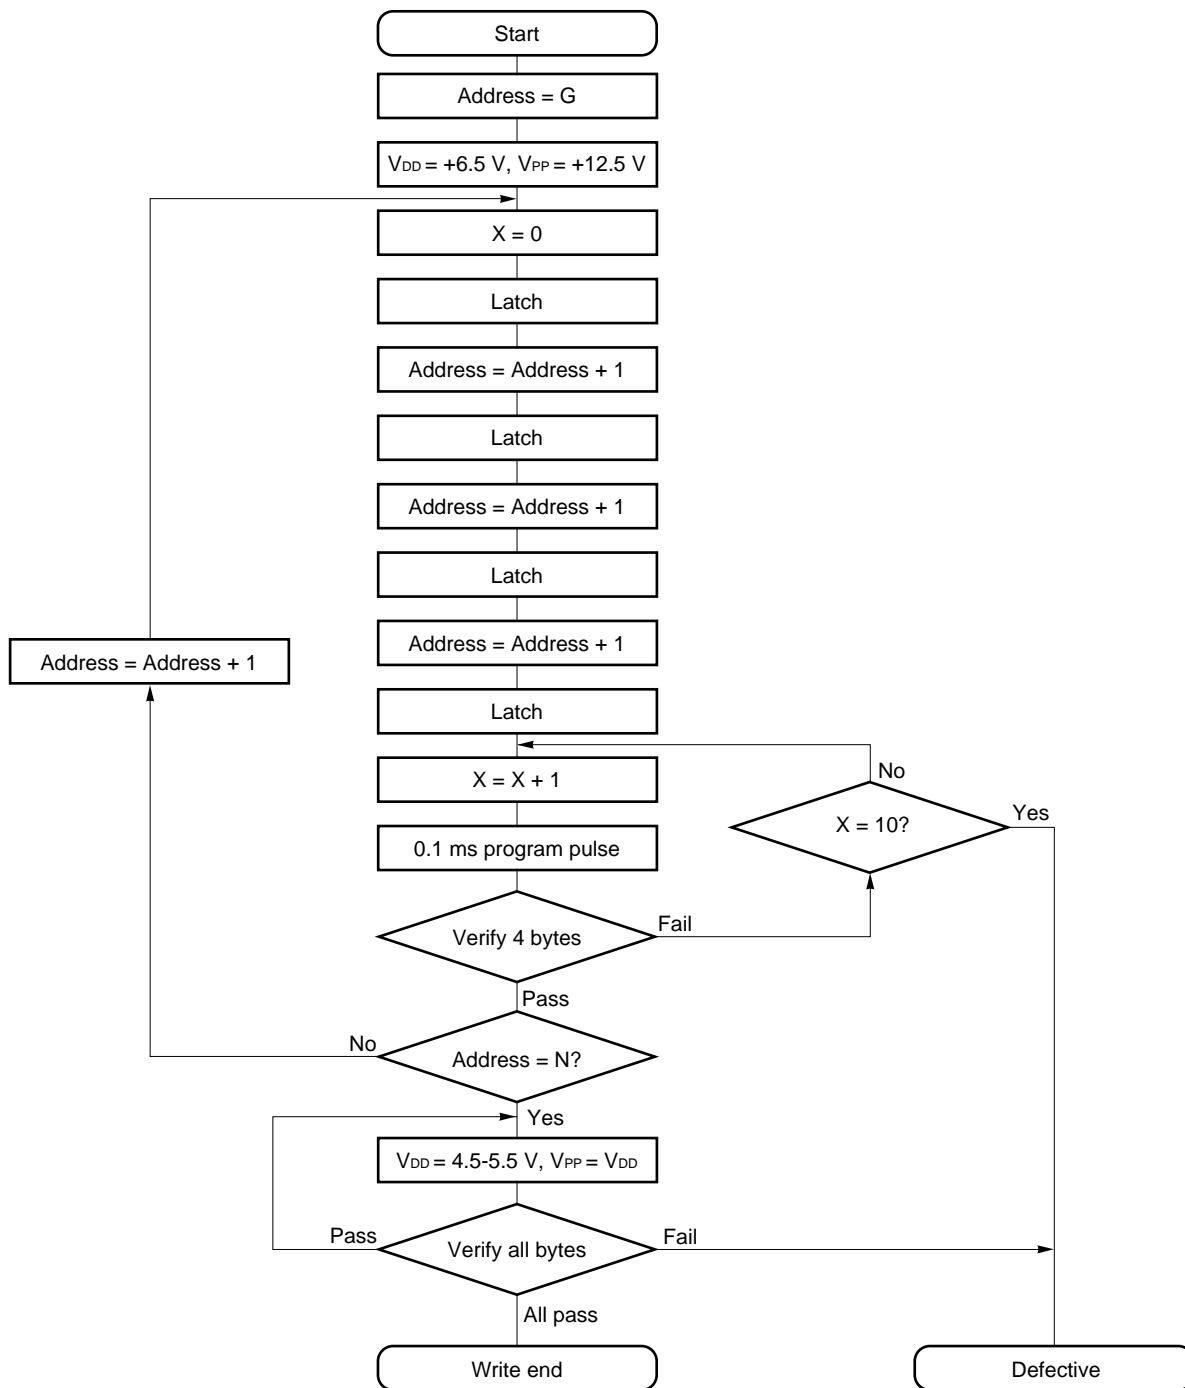 Start
Address = G
VDD = +6.5 V, VPP = +12.5 V
X = 0
Latch
Address = Address + 1
Latch
Address = Address + 1
Latch
Address = Address + 1
Address = Address + 1
Latch
X = X + 1
No
X = 10?
Yes
0.1 ms program pulse
Verify 4 bytes
Fail
Pass
No
Address = N?
Yes
VDD = 4.5-5.5 V, VPP = VDD
Pass
Verify all bytes
Fail
All pass
Write end
Defective